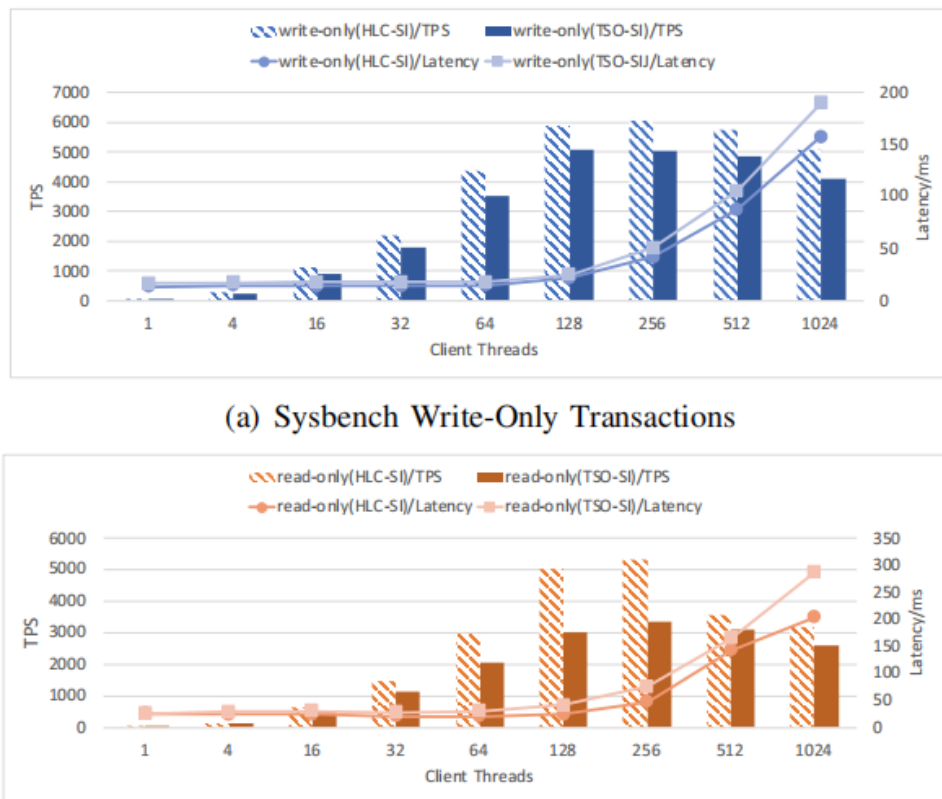 write-only(HLC-SI)/TPS write-only(TSO-SI)/TPS
write-only(HLC-SI)/Latency write-only(TSO-SIJ/Latency
7000 200
6000
5000 150
4000
3000 100
2000 50
1000
0 0
TPS
Latency/ms
1 4 16 32 64 128 256 512 1024
Client Threads
(a) Sysbench Write-Only Transactions
read-only(HLC-SI)/TPS read-only(TSO-SI)/TPS
read-only(HLC-SI)/Latency read-only(TSO-SI)/Latency
6000 350
5000 300
4000 250
3000 200
2000 150
1000 100
0 50
0
TPS
Latency/ms
1 4 16 32 64 128 256 512 1024
Client Threads